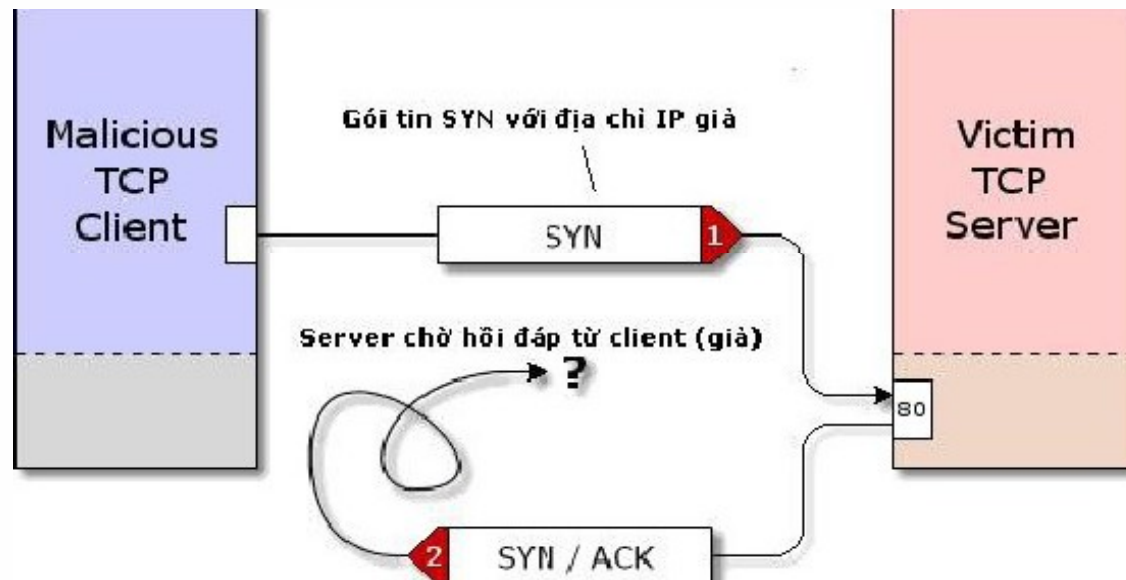 Malicious
TCP
Client
Gói tin SYN với địa chỉ IP giả
SYN
1
Victim
TCP
Server
Server chờ hồi đáp từ client (giả)
?
80
2
SYN / ACK